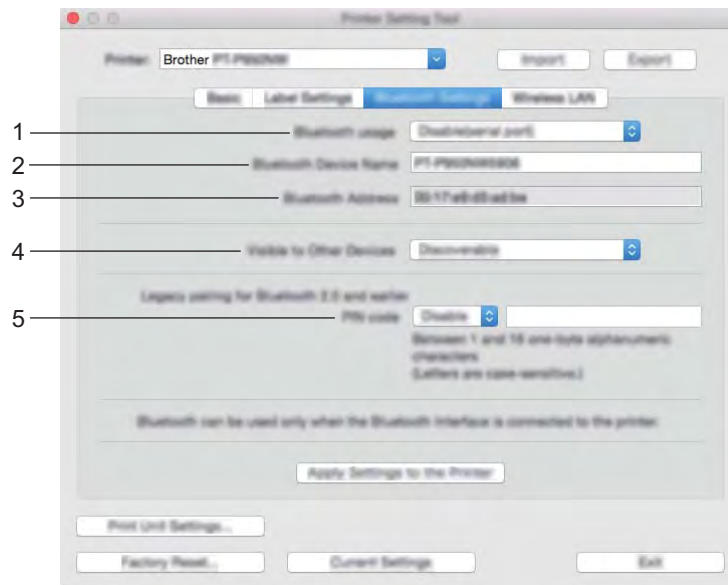 Printer Setting Tool
Printer: Brother PT-P950NW
Import Export
Basic Label Settings Bluetooth Settings Wireless LAN
1 Bluetooth usage Disable(serial port)
2 Bluetooth Device Name
3 Bluetooth Address
4 Visible to Other Devices Discoverable
Legacy pairing for Bluetooth 2.0 and earlier
5 PIN code Disable
Between 1 and 16 one-byte alphanumeric
characters
(Letters are case-sensitive.)
Bluetooth can be used only when the Bluetooth Interface is connected to the printer.
Apply Settings to the Printer
Print Unit Settings...
Factory Reset... Current Settings Exit